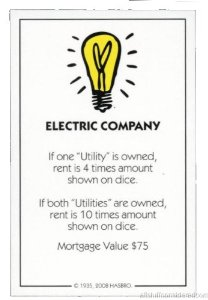 ELECTRIC COMPANY
If one "Utility" is owned,
rent is 4 times amount
shown on dice.
If both "Utilities" are owned,
rent is 10 times amount
shown on dice.
Mortgage Value $75
© 1935, 2008 HASBRO.